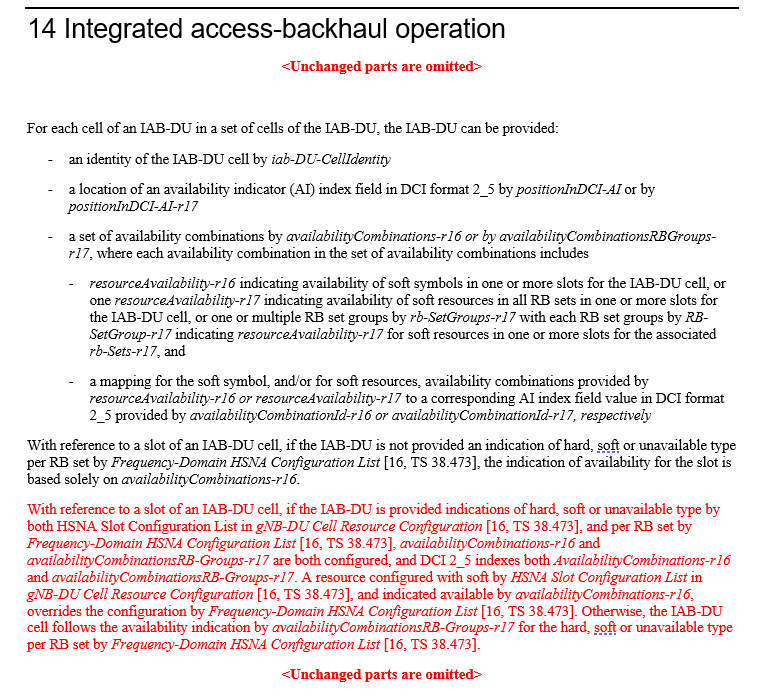 14 Integrated access-backhaul operation
<Unchanged parts are omitted>
For each cell of an IAB-DU in a set of cells of the IAB-DU, the IAB-DU can be provided:
- an identity of the IAB-DU cell by iab-DU-CellIdentity
- a location of an availability indicator (AI) index field in DCI format 2_5 by positionInDCI-AI or by
positionInDCI-AI-r17
- a set of availability combinations by availabilityCombinations-r16 or by availabilityCombinationsRBGroups-
r17, where each availability combination in the set of availability combinations includes
- resourceAvailability-r16 indicating availability of soft symbols in one or more slots for the IAB-DU cell, or
one resourceAvailability-r17 indicating availability of soft resources in all RB sets in one or more slots for
the IAB-DU cell, or one or multiple RB set groups by rb-SetGroups-r17 with each RB set groups by RB-
SetGroup-r17 indicating resourceAvailability-r17 for soft resources in one or more slots for the associated
rb-Sets-r17, and
- a mapping for the soft symbol, and/or for soft resources, availability combinations provided by
resourceAvailability-r16 or resourceAvailability-r17 to a corresponding AI index field value in DCI format
2_5 provided by availabilityCombinationId-r16 or availabilityCombinationId-r17, respectively
With reference to a slot of an IAB-DU cell, if the IAB-DU is not provided an indication of hard, soft or unavailable type
per RB set by Frequency-Domain HSNA Configuration List [16, TS 38.473], the indication of availability for the slot is
based solely on availabilityCombinations-r16.
With reference to a slot of an IAB-DU cell, if the IAB-DU is provided indications of hard, soft or unavailable type by
both HSNA Slot Configuration List in gNB-DU Cell Resource Configuration [16, TS 38.473], and per RB set by
Frequency-Domain HSNA Configuration List [16, TS 38.473], availabilityCombinations-r16 and
availabilityCombinationsRB-Groups-r17 are both configured, and DCI 2_5 indexes both AvailabilityCombinations-r16
and availabilityCombinationsRB-Groups-r17. A resource configured with soft by HSNA Slot Configuration List in
gNB-DU Cell Resource Configuration [16, TS 38.473], and indicated available by availabilityCombinations-r16,
overrides the configuration by Frequency-Domain HSNA Configuration List [16, TS 38.473]. Otherwise, the IAB-DU
cell follows the availability indication by availabilityCombinationsRB-Groups-r17 for the hard, soft or unavailable type
per RB set by Frequency-Domain HSNA Configuration List [16, TS 38.473].
<Unchanged parts are omitted>